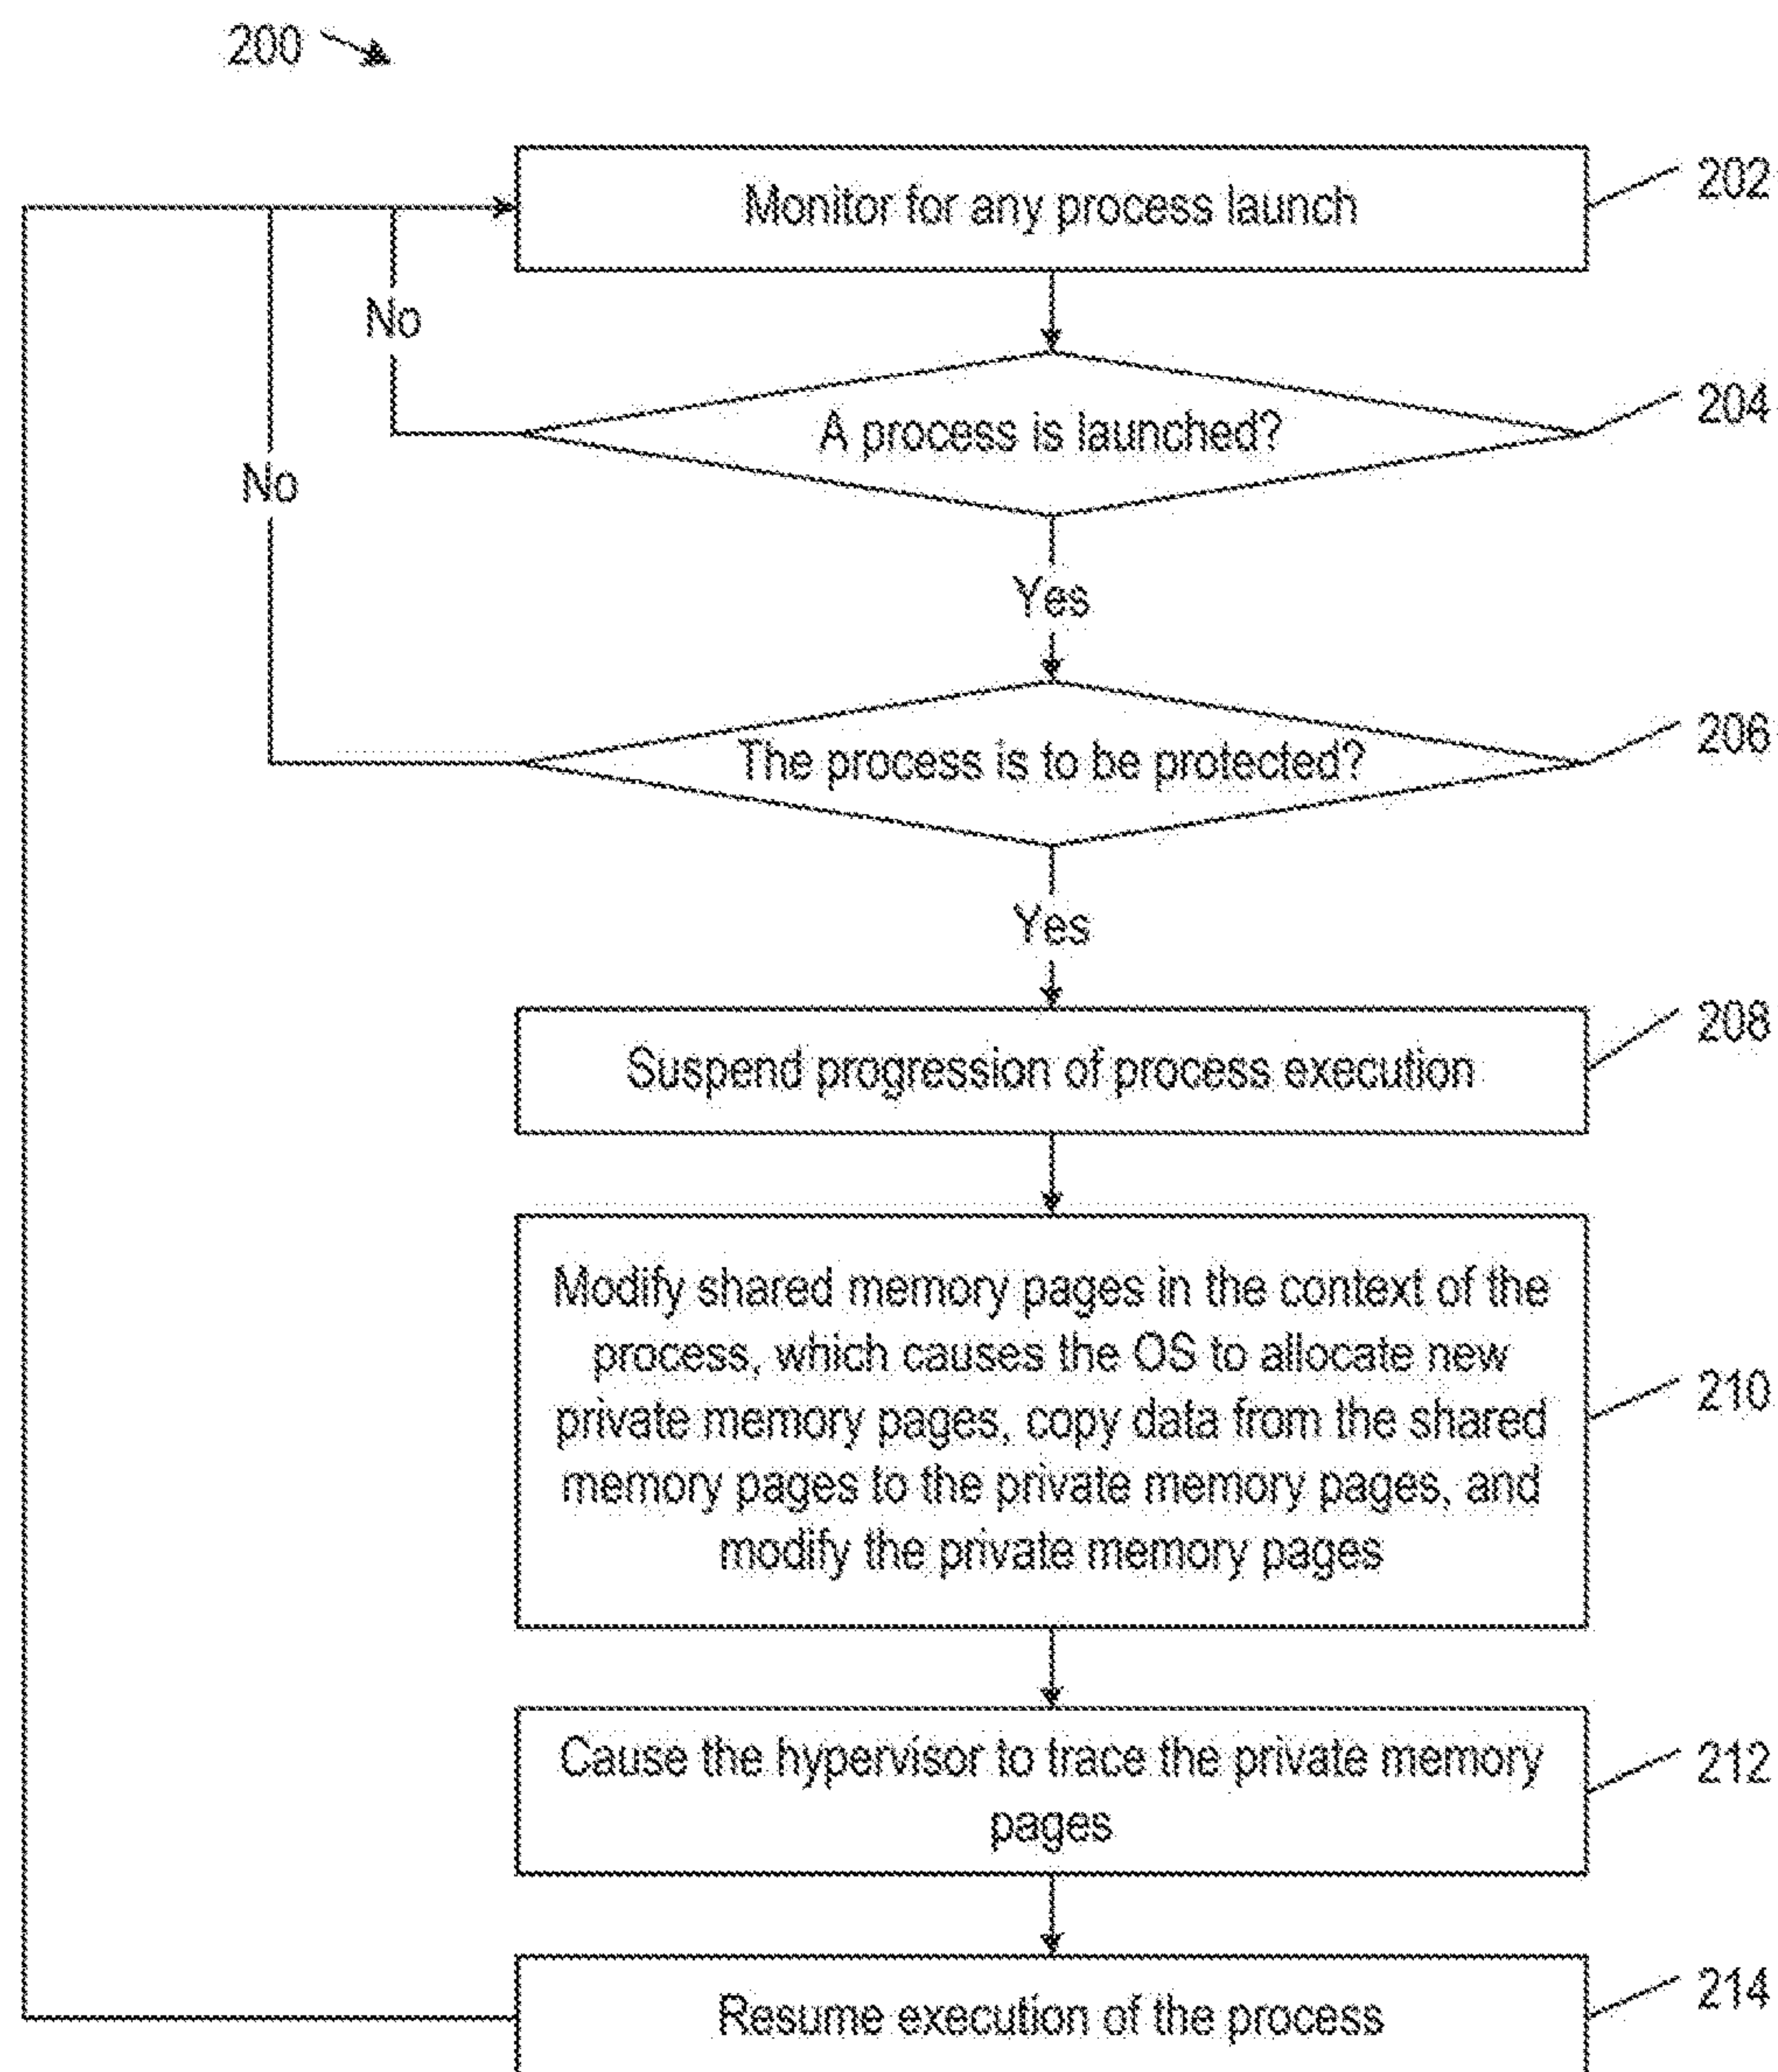 200
Monitor for any process launch
202
No
A process is launched?
204
No
Yes
The process is to be protected?
206
Yes
Suspend progression of process execution
208
Modify shared memory pages in the context of the
process, which causes the OS to allocate new
private memory pages, copy data from the shared
memory pages to the private memory pages, and
modify the private memory pages
210
Cause the hypervisor to trace the private memory
pages
212
Resume execution of the process
214